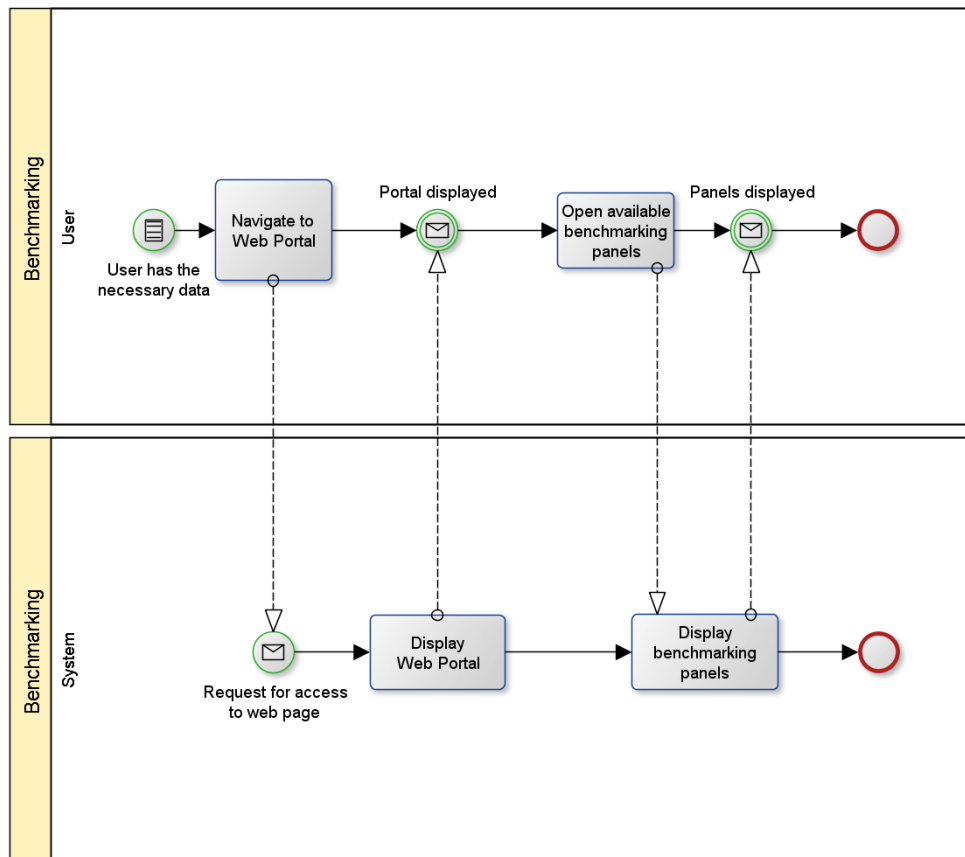 Benchmarking
User
User has the
necessary data
Navigate to
Web Portal
Portal displayed
Open available
benchmarking
panels
Panels displayed
Benchmarking
System
Request for access
to web page
Display
Web Portal
Display
benchmarking
panels